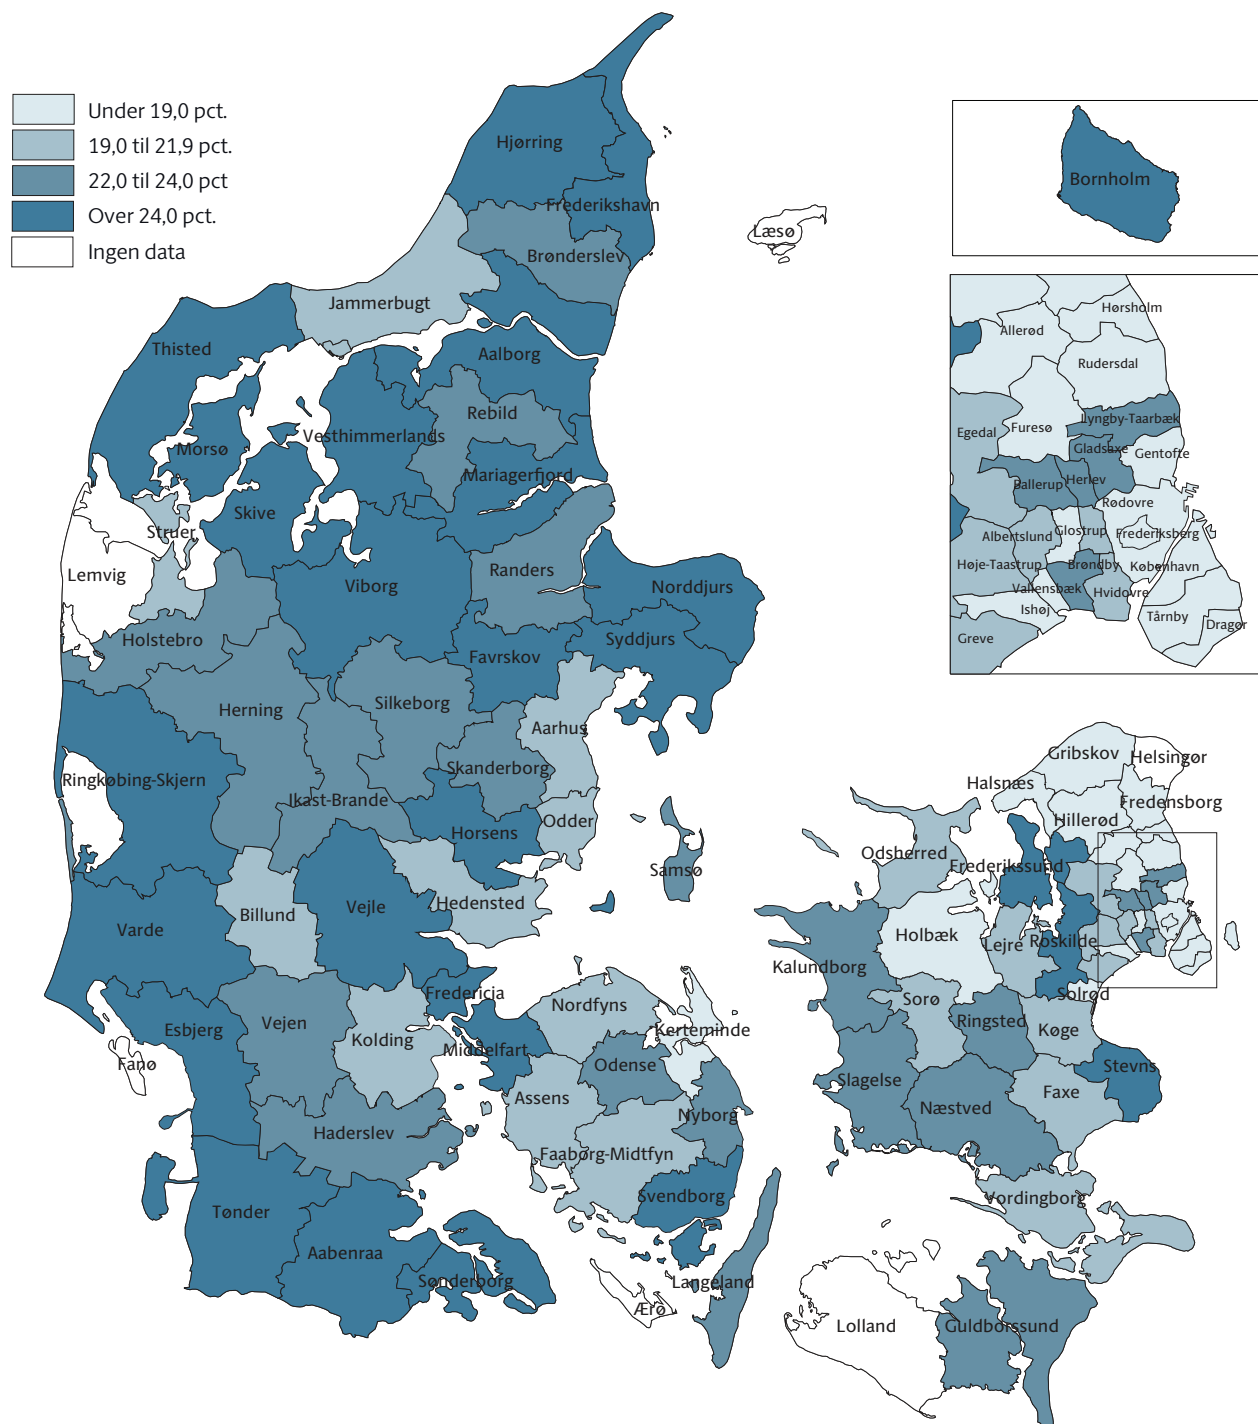 Under 19,0 pct.
19,0 til 21,9 pct.
22,0 til 24,0 pct
Over 24,0 pct.
Ingen data
Hjørring
Frederikshavn
Læsø
Brønderslev
Jammerbugt
Thisted
Aalborg
Rebild
Vesthimmerlands
Morsø
Mariagerfjord
Skive
Struer
Lemvig
Viborg
Randers
Norddjurs
Holstebro
Syddjurs
Favrskov
Silkeborg
Herning
Aarhus
Skanderborg
Ringkøbing-Skjern
Ikast-Brande
Horsens
Odder
Samsø
Hedensted
Billund
Vejle
Varde
Fredericia
Esbjerg
Vejen
Kolding
Middelfart
Fanø
Haderslev
Tønder
Aabenraa
Sønderborg
Nordfyns
Kerteminde
Odense
Assens
Nyborg
Faaborg-Midtfyn
Svendborg
Langeland
Ærø
Bornholm
Hørsholm
Allerød
Rudersdal
Lyngby-Taarbæk
Egedal
Furesø
Gladsaxe
Gentofte
Ballerup
Herlev
Rødovre
Albertslund
Glostrup
Frederiksberg
Høje-Taastrup
Brøndby
København
Vallensbæk
Hvidovre
Ishøj
Tårnby
Dragør
Greve
Gribskov
Helsingør
Halsnæs
Fredensborg
Hillerød
Odsherred
Frederikssund
Holbæk
Lejre
Roskilde
Kalundborg
Solrød
Sorø
Ringsted
Køge
Stevns
Slagelse
Faxe
Næstved
Vordingborg
Lolland
Guldborssund